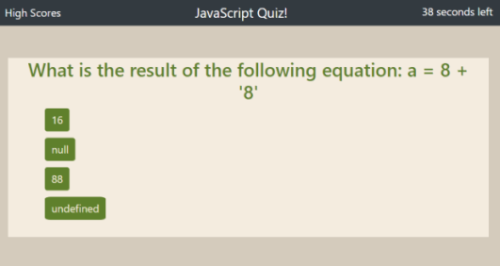 High Scores
JavaScript Quiz!
38 seconds left
What is the result of the following equation: a = 8 +
'8'
16
null
88
undefined